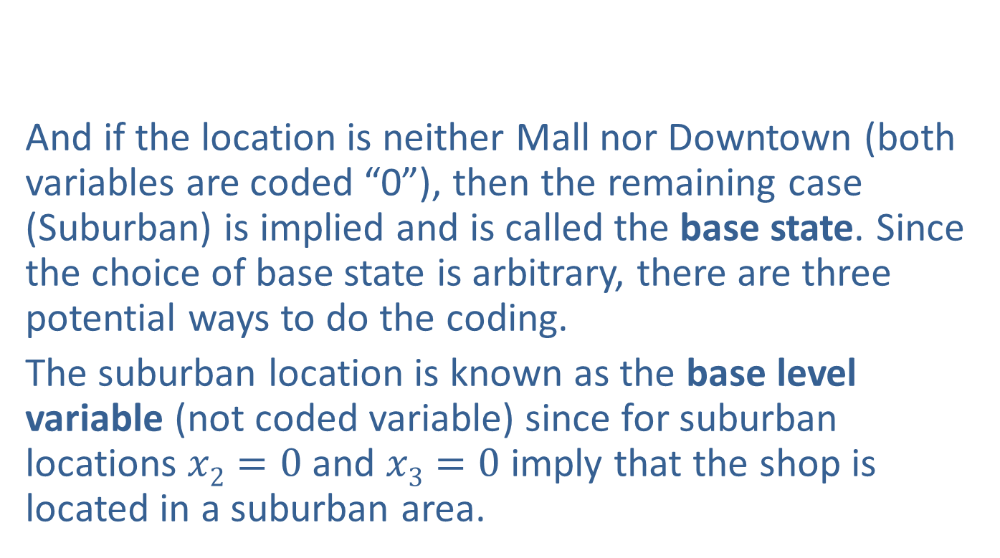 And if the location is neither Mall nor Downtown (both
variables are coded “0”), then the remaining case
(Suburban) is implied and is called the base state. Since
the choice of base state is arbitrary, there are three
potential ways to do the coding.
The suburban location is known as the base level
variable (not coded variable) since for suburban
locations 𝑥₂ = 0 and 𝑥₃ = 0 imply that the shop is
located in a suburban area.